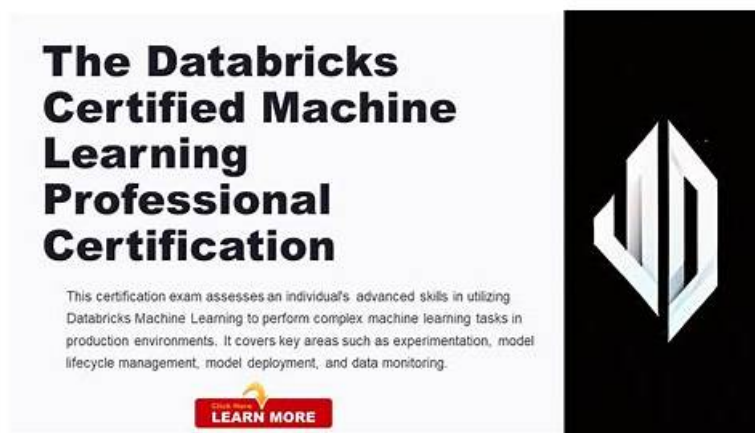 The Databricks
Certified Machine
Learning
Professional
Certification
This certification exam assesses an individual's advanced skills in utilizing
Databricks Machine Learning to perform complex machine learning tasks in
production environments. It covers key areas such as experimentation, model
lifecycle management, model deployment, and data monitoring.
Click Here
LEARN MORE